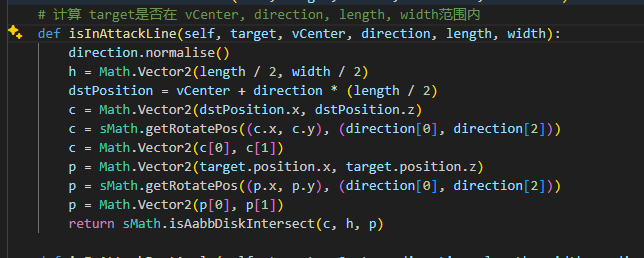 # 计算 target是否在 vCenter, direction, length, width范围内
def isInAttackLine(self, target, vCenter, direction, length, width):
direction.normalise()
h = Math.Vector2(length / 2, width / 2)
dstPosition = vCenter + direction * (length / 2)
c = Math.Vector2(dstPosition.x, dstPosition.z)
c = sMath.getRotatePos((c.x, c.y), (direction[0], direction[2]))
c = Math.Vector2(c[0], c[1])
p = Math.Vector2(target.position.x, target.position.z)
p = sMath.getRotatePos((p.x, p.y), (direction[0], direction[2]))
p = Math.Vector2(p[0], p[1])
return sMath.isAabbDiskIntersect(c, h, p)